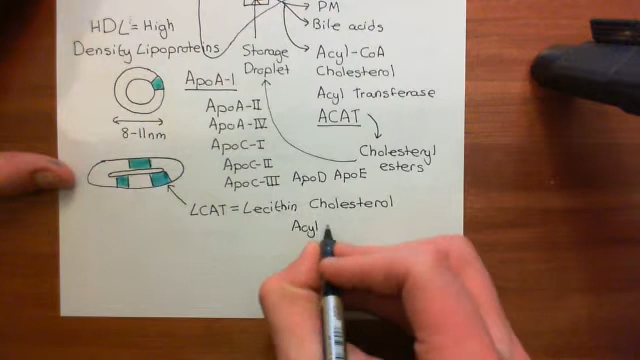 HDL = High
Density Lipoproteins
8-11nm
Storage
Droplet
ApoA-I
ApoA-II
ApoA-IV
ApoC-I
ApoC-II
ApoC-III ApoD ApoE
PM
Bile acids
Acyl-CoA
Cholesterol
Acyl Transferase
ACAT
Cholesteryl
esters
LCAT = Lecithin Cholesterol
Acyl